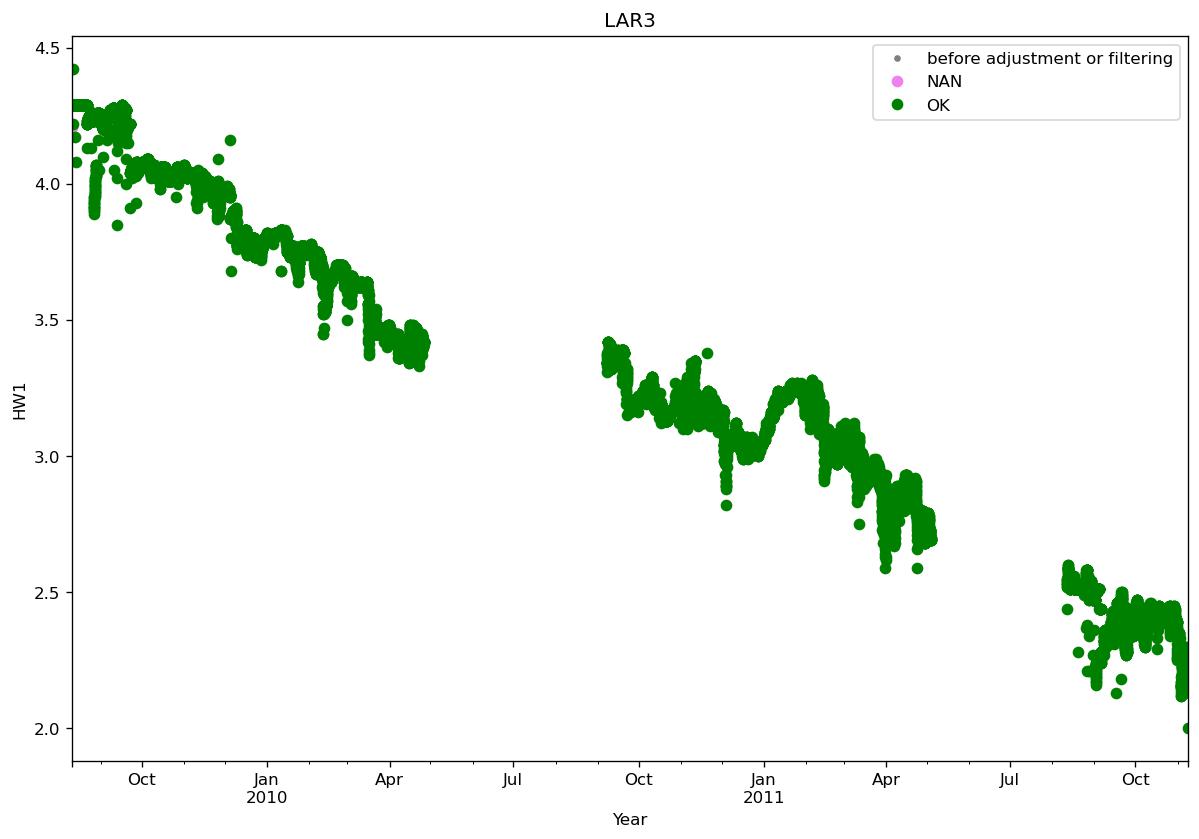 LAR3
before adjustment or filtering
NAN
OK
4.5
4.0
3.5
3.0
2.5
2.0
HW1
Oct
Jan
2010
Apr
Jul
Oct
Jan
2011
Apr
Jul
Oct
Year